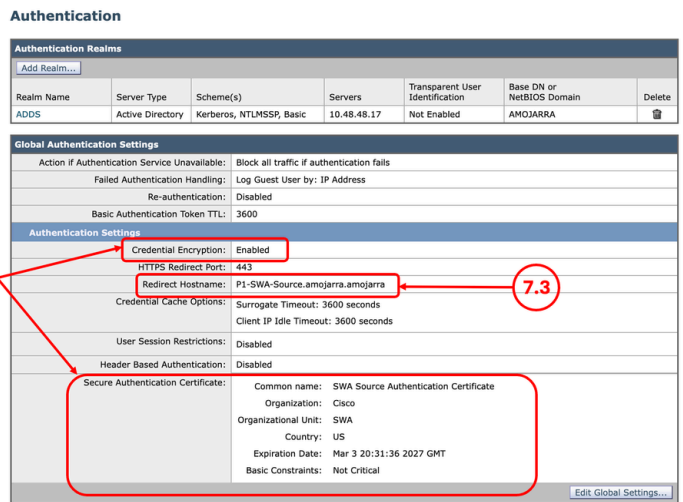 Authentication
Authentication Realms
Add Realm...
Realm Name Server Type Scheme(s) Servers Transparent User Identification Base DN or NetBIOS Domain Delete
ADDS Active Directory Kerberos, NTLMSSP, Basic 10.48.48.17 Not Enabled AMOJARRA
Global Authentication Settings
Action if Authentication Service Unavailable: Block all traffic if authentication fails
Failed Authentication Handling: Log Guest User by: IP Address
Re-authentication: Disabled
Basic Authentication Token TTL: 3600
Authentication Settings
Credential Encryption: Enabled
HTTPS Redirect Port: 443
Redirect Hostname: P1-SWA-Source.amojarra.amojarra
7.3
Credential Cache Options: Surrogate Timeout: 3600 seconds
Client IP Idle Timeout: 3600 seconds
User Session Restrictions: Disabled
Header Based Authentication: Disabled
Secure Authentication Certificate: Common name: SWA Source Authentication Certificate
Organization: Cisco
Organizational Unit: SWA
Country: US
Expiration Date: Mar 3 20:31:36 2027 GMT
Basic Constraints: Not Critical
Edit Global Settings...